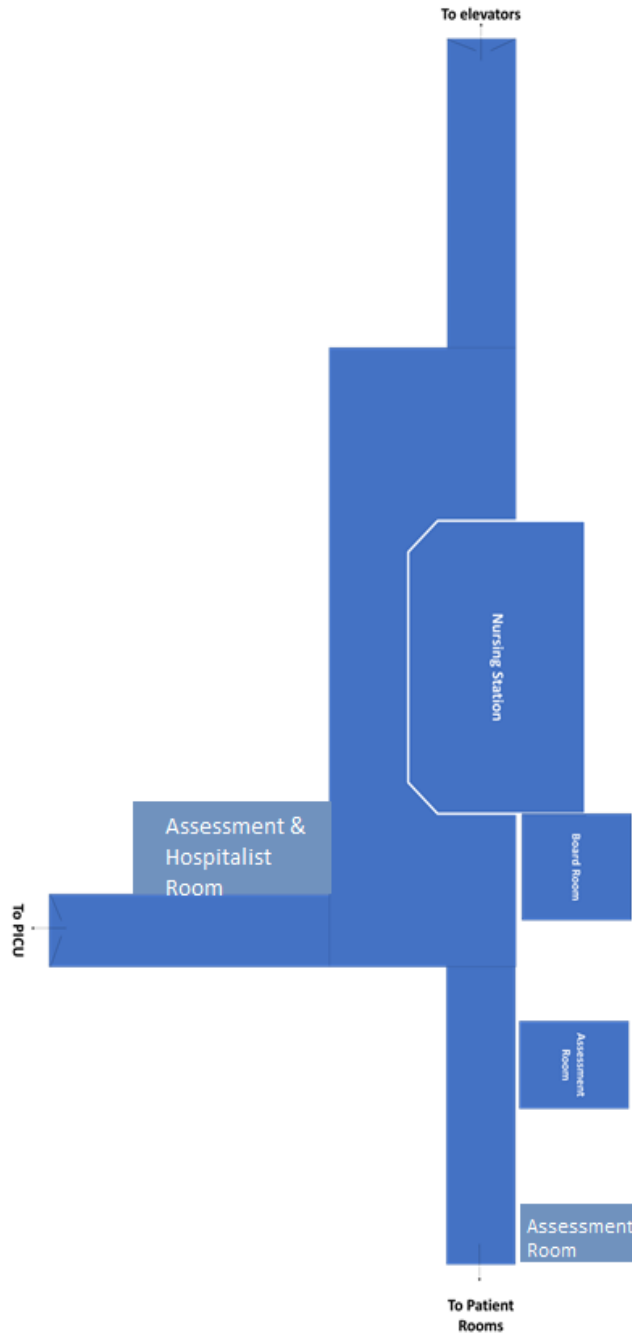 To elevators
Nursing Station
Assessment &
Hospitalist
Room
Board Room
To PICU
Assessment
Room
Assessment
Room
To Patient
Rooms